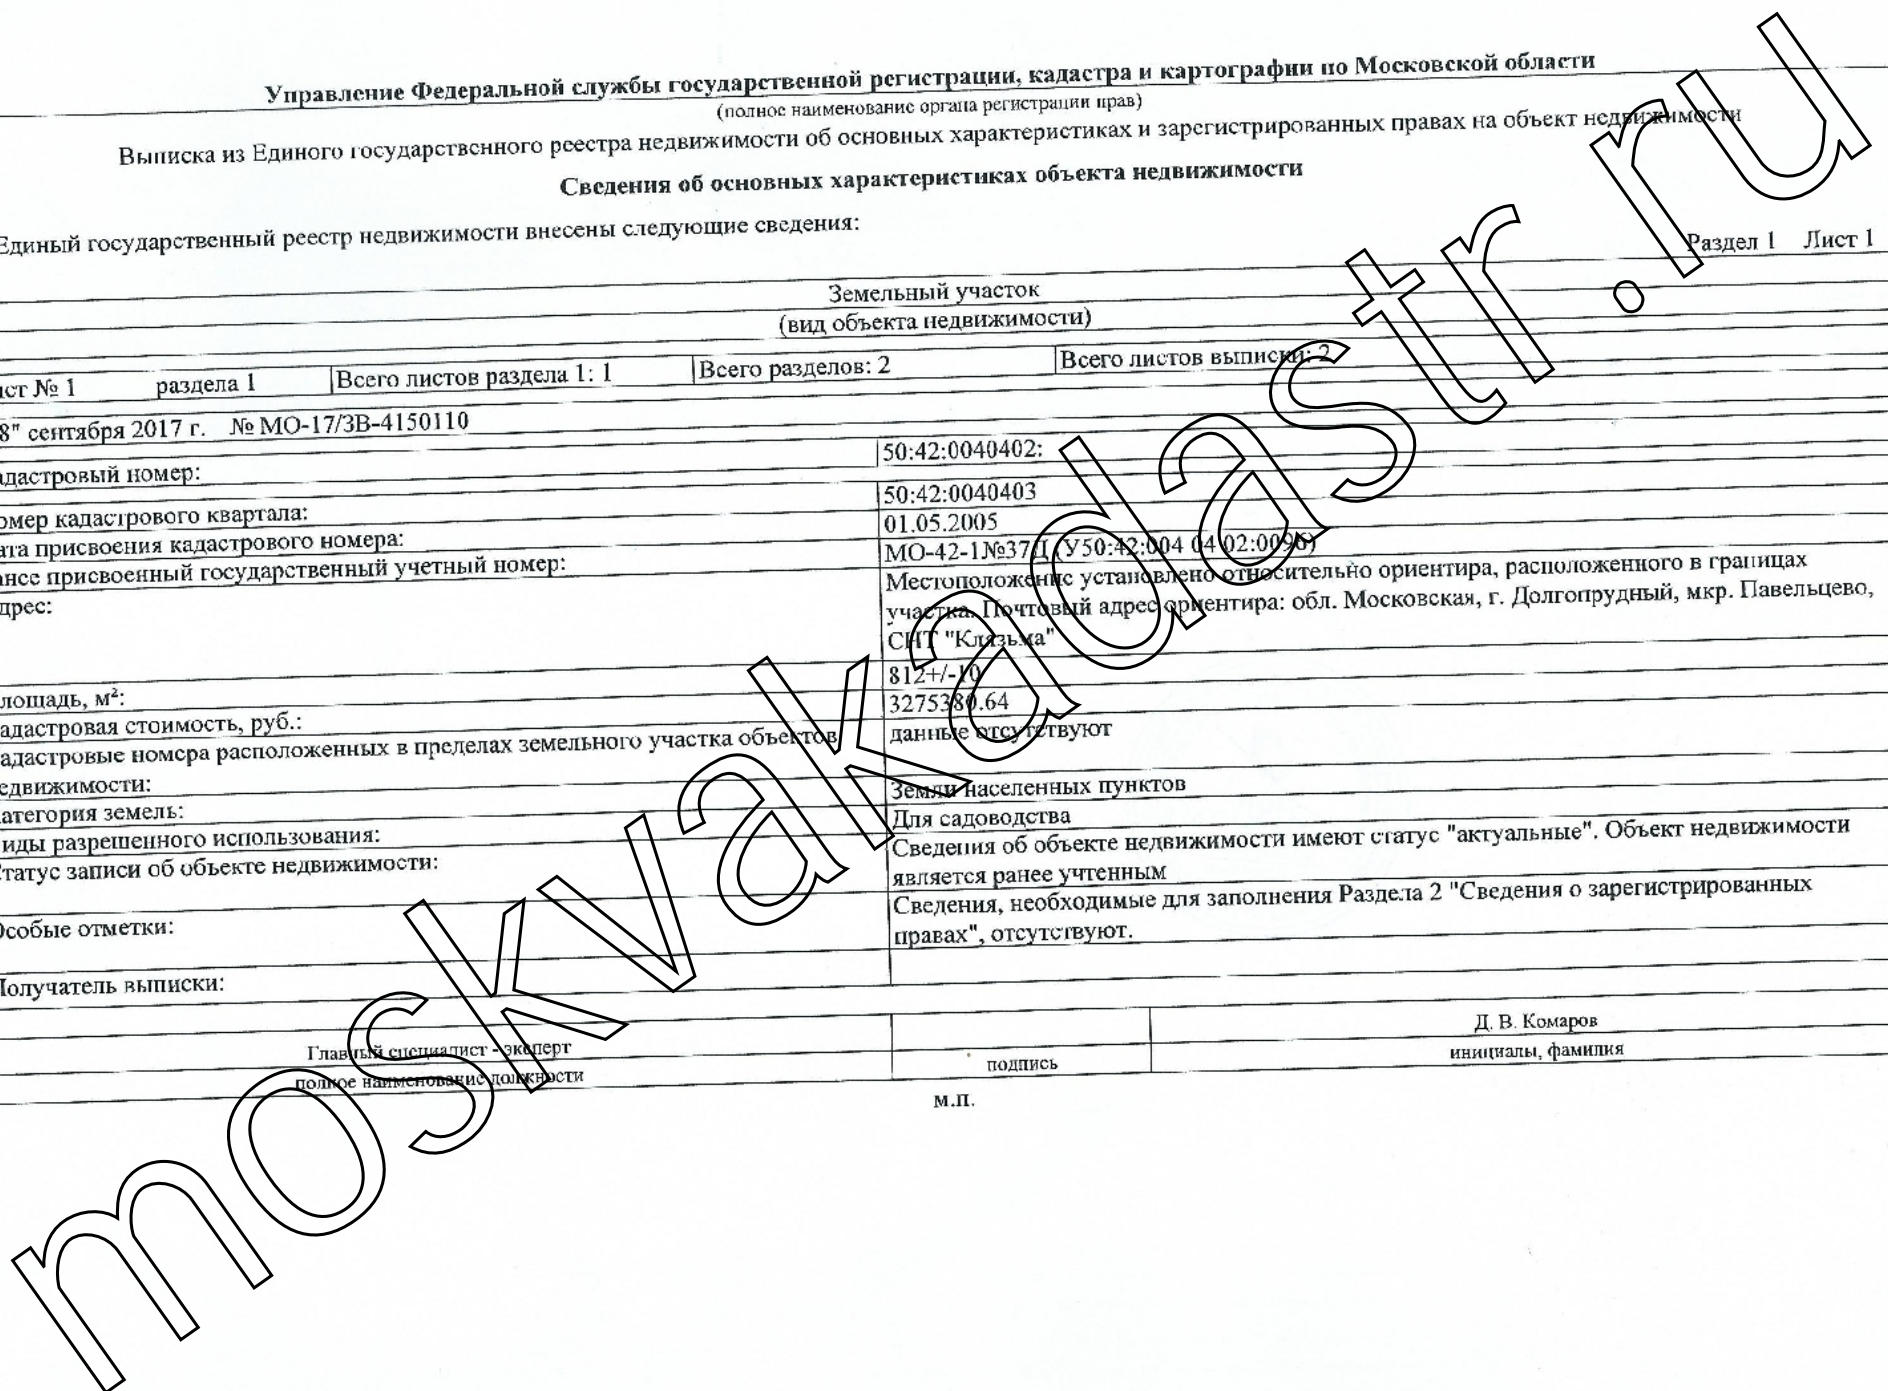 Управление Федеральной службы государственной регистрации, кадастра и картографии по Московской области
(полное наименование органа регистрации прав)
Выписка из Единого государственного реестра недвижимости об основных характеристиках и зарегистрированных правах на объект недвижимости
Сведения об основных характеристиках объекта недвижимости
Единый государственный реестр недвижимости внесены следующие сведения:
Раздел 1 Лист 1
Земельный участок
(вид объекта недвижимости)
ист № 1 раздела 1 Всего листов раздела 1: 1 Всего разделов: 2 Всего листов выписки: 2
8" сентября 2017 г. № МО-17/ЗВ-4150110
адастровый номер: 50:42:0040402:
омер кадастрового квартала: 50:42:0040403
ата присвоения кадастрового номера: 01.05.2005
анее присвоенный государственный учетный номер: МО-42-1№37Д (У50:42:004 04 02:0096)
дрес: Местоположение установлено относительно ориентира, расположенного в границах
участка. Почтовый адрес ориентира: обл. Московская, г. Долгопрудный, мкр. Павельцево,
СНТ "Клязьма"
лощадь, м²: 812+/-10
адастровая стоимость, руб.: 3275380.64
адастровые номера расположенных в пределах земельного участка объектов данные отсутствуют
едвижимости:
атегория земель: Земли населенных пунктов
иды разрешенного использования: Для садоводства
Статус записи об объекте недвижимости: Сведения об объекте недвижимости имеют статус "актуальные". Объект недвижимости
является ранее учтенным
Особые отметки: Сведения, необходимые для заполнения Раздела 2 "Сведения о зарегистрированных
правах", отсутствуют.
Получатель выписки:
Главный специалист - эксперт Д. В. Комаров
полное наименование должности подпись инициалы, фамилия
м.п.
moskvakadastr.ru